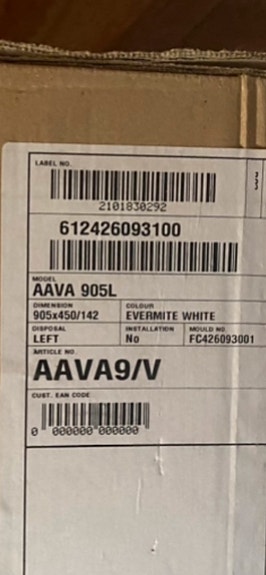 LABEL NO.
2101830292
612426093100
MODEL
AAVA 905L
DIMENSION COLOUR
905x450/142 EVERMITE WHITE
DISPOSAL INSTALLATION MOULD NO.
LEFT No FC426093001
ARTICLE NO.
AAVA9/V
CUST. EAN CODE
0 000000 000000